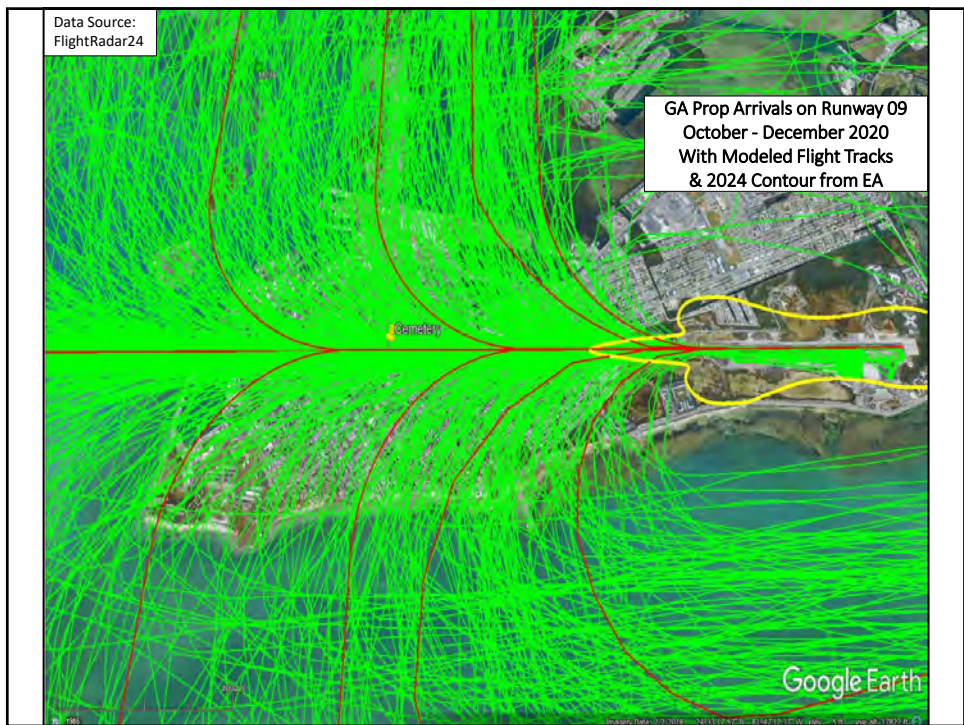 Data Source:
FlightRadar24
GA Prop Arrivals on Runway 09
October - December 2020
With Modeled Flight Tracks
& 2024 Contour from EA
Cemetery
Google Earth
1985